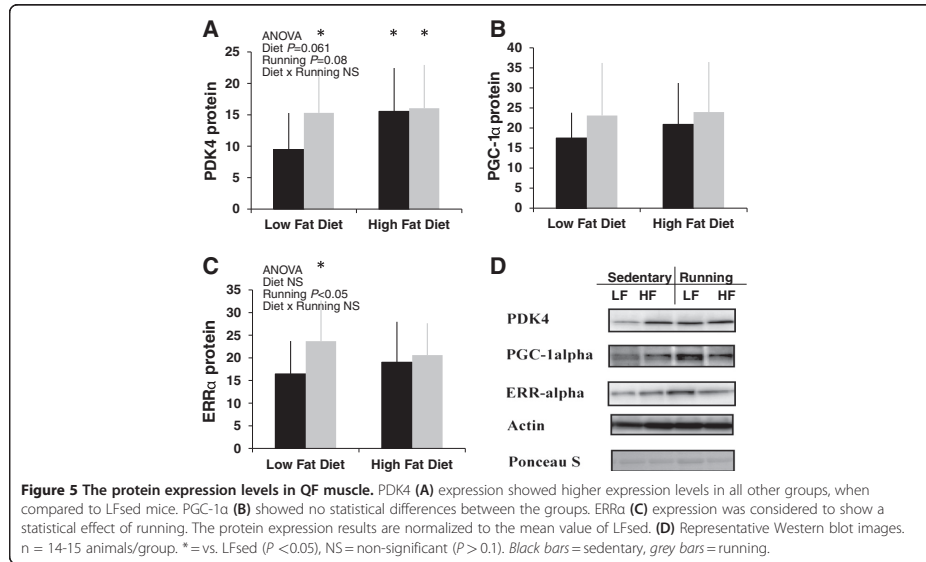 A
ANOVA
Diet P=0.061
Running P=0.08
Diet x Running NS
* * *
PDK4 protein
25
20
15
10
5
0
Low Fat Diet High Fat Diet
B
PGC-1α protein
40
35
30
25
20
15
10
5
0
Low Fat Diet High Fat Diet
C
ANOVA
Diet NS
Running P<0.05
Diet x Running NS
*
ERRα protein
35
30
25
20
15
10
5
0
Low Fat Diet High Fat Diet
D
Sedentary Running
LF HF LF HF
PDK4
PGC-1alpha
ERR-alpha
Actin
Ponceau S
Figure 5 The protein expression levels in QF muscle. PDK4 (A) expression showed higher expression levels in all other groups, when
compared to LFsed mice. PGC-1α (B) showed no statistical differences between the groups. ERRα (C) expression was considered to show a
statistical effect of running. The protein expression results are normalized to the mean value of LFsed. (D) Representative Western blot images.
n = 14-15 animals/group. * = vs. LFsed (P <0.05), NS = non-significant (P > 0.1). Black bars = sedentary, grey bars = running.